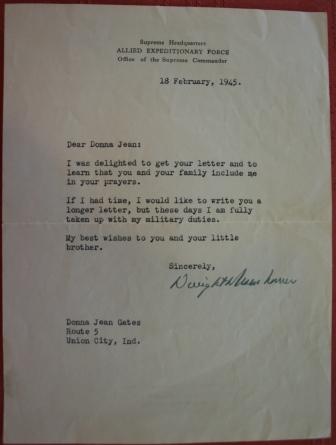 Supreme Headquarters
ALLIED EXPEDITIONARY FORCE
Office of the Supreme Commander
18 February, 1945.
Dear Donna Jean:
I was delighted to get your letter and to
learn that you and your family include me
in your prayers.
If I had time, I would like to write you a
longer letter, but these days I am fully
taken up with my military duties.
My best wishes to you and your little
brother.
Sincerely,
Dwight D Eisenhower
Donna Jean Gates
Route 5
Union City, Ind.